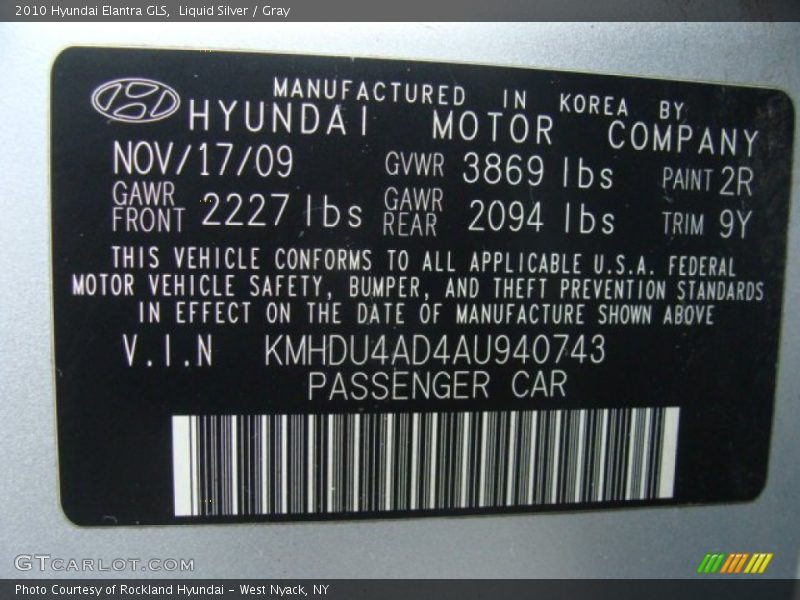 2010 Hyundai Elantra GLS,  Liquid Silver / Gray
MANUFACTURED IN KOREA BY
HYUNDAI MOTOR COMPANY
NOV/17/09 GVWR 3869 lbs PAINT 2R
GAWR FRONT 2227 lbs GAWR REAR 2094 lbs TRIM 9Y
THIS VEHICLE CONFORMS TO ALL APPLICABLE U.S.A. FEDERAL
MOTOR VEHICLE SAFETY, BUMPER, AND THEFT PREVENTION STANDARDS
IN EFFECT ON THE DATE OF MANUFACTURE SHOWN ABOVE
V.I.N KMHDU4AD4AU940743
PASSENGER CAR
GTCARLOT.COM
Photo Courtesy of Rockland Hyundai - West Nyack, NY